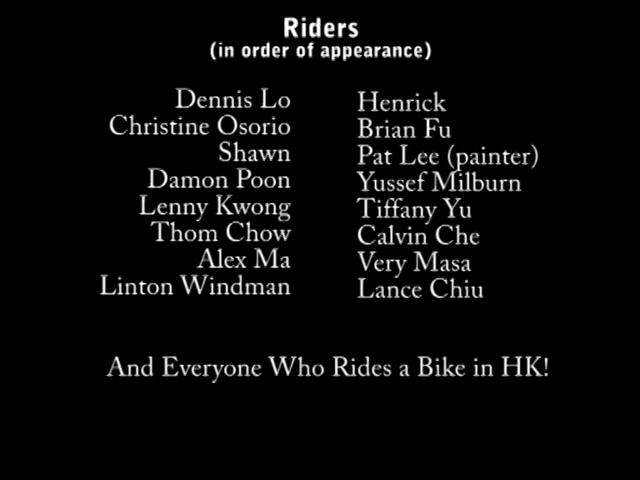 Riders
(in order of appearance)
Dennis Lo
Christine Osorio
Shawn
Damon Poon
Lenny Kwong
Thom Chow
Alex Ma
Linton Windman
Henrick
Brian Fu
Pat Lee (painter)
Yussef Milburn
Tiffany Yu
Calvin Che
Very Masa
Lance Chiu
And Everyone Who Rides a Bike in HK!